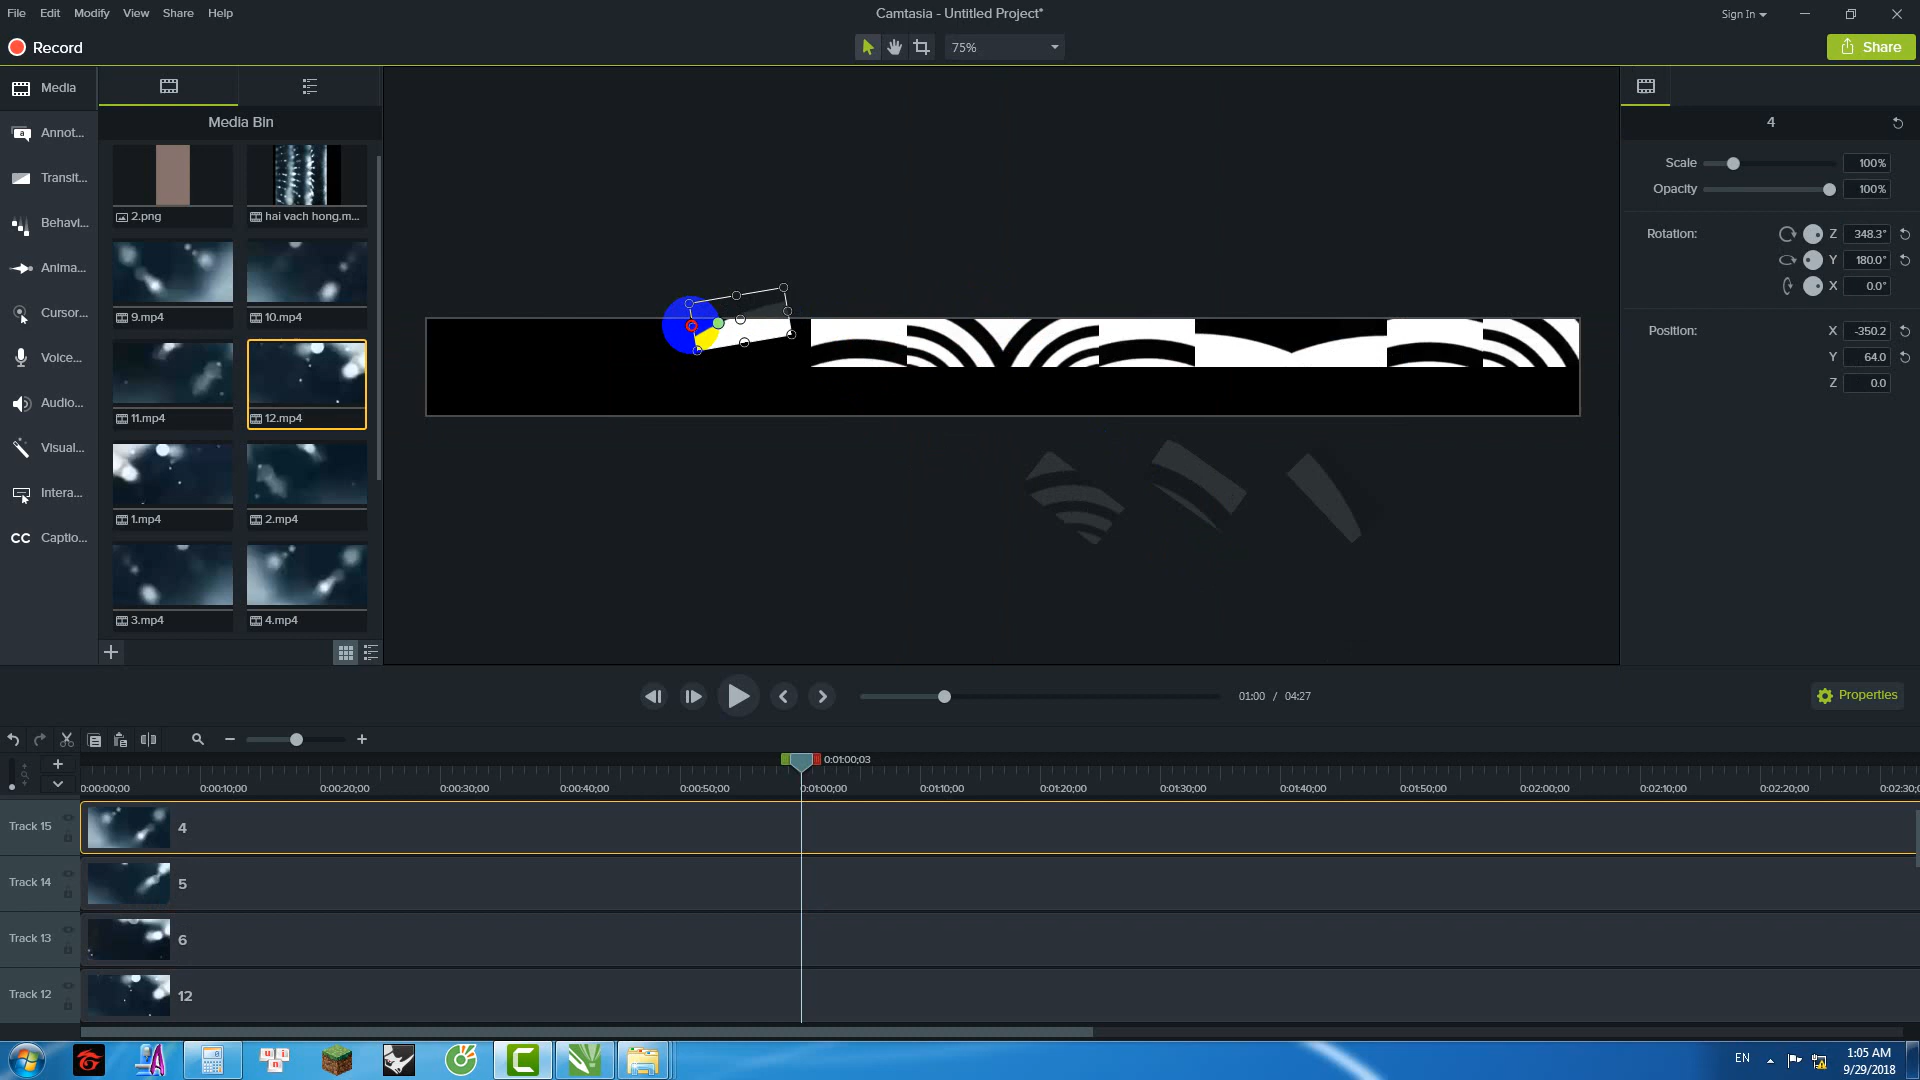 File Edit Modify View Share Help
Camtasia - Untitled Project*
Sign In
Record
75%
Share
Media
Annot...
Transit...
Behavi...
Anima...
Cursor...
Voice...
Audio...
Visual...
Intera...
CC Captio...
Media Bin
2.png
hai vach hong.m...
9.mp4
10.mp4
11.mp4
12.mp4
1.mp4
2.mp4
3.mp4
4.mp4
4
Scale 100%
Opacity 100%
Rotation: Z 348.3°
Y 180.0°
X 0.0°
Position: X -350.2
Y 64.0
Z 0.0
01:00 / 04:27
Properties
0:01:00;03
0:00:00;00 0:00:10;00 0:00:20;00 0:00:30;00 0:00:40;00 0:00:50;00 0:01:00;00 0:01:10;00 0:01:20;00 0:01:30;00 0:01:40;00 0:01:50;00 0:02:00;00 0:02:10;00 0:02:20;00 0:02:30;0
Track 15 4
Track 14 5
Track 13 6
Track 12 12
EN
1:05 AM
9/29/2018